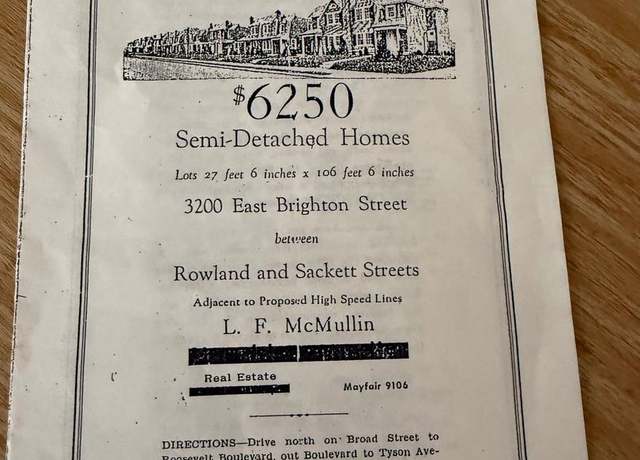 $6250
Semi-Detached Homes
Lots 27 feet 6 inches x 106 feet 6 inches
3200 East Brighton Street
between
Rowland and Sackett Streets
Adjacent to Proposed High Speed Lines
L. F. McMullin
Real Estate
Mayfair 9106
DIRECTIONS—Drive north on Broad Street to
Roosevelt Boulevard, out Boulevard to Tyson Ave-